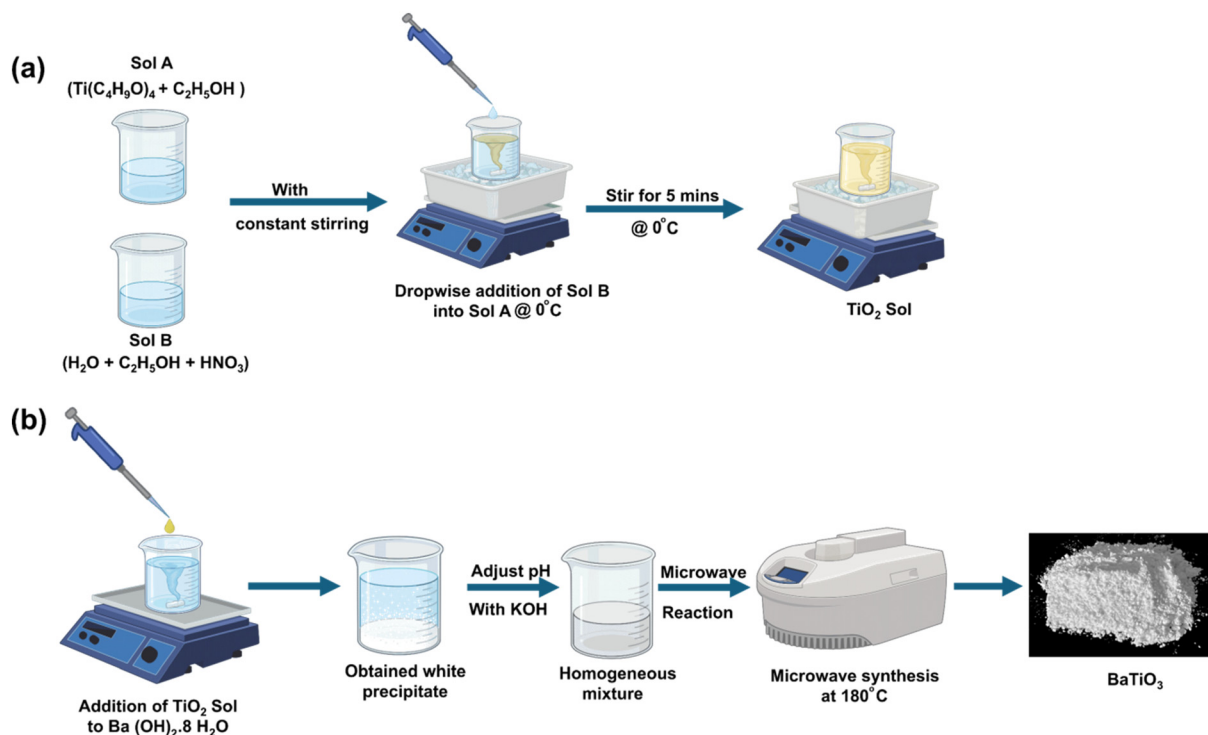 (a)
Sol A
(Ti(C₄H₉O)₄ + C₂H₅OH )
Sol B
(H₂O + C₂H₅OH + HNO₃)
With
constant stirring
Dropwise addition of Sol B
into Sol A @ 0°C
Stir for 5 mins
@ 0°C
TiO₂ Sol
(b)
Addition of TiO₂ Sol
to Ba (OH)₂.8 H₂O
Obtained white
precipitate
Adjust pH
With KOH
Homogeneous
mixture
Microwave
Reaction
Microwave synthesis
at 180°C
BaTiO₃